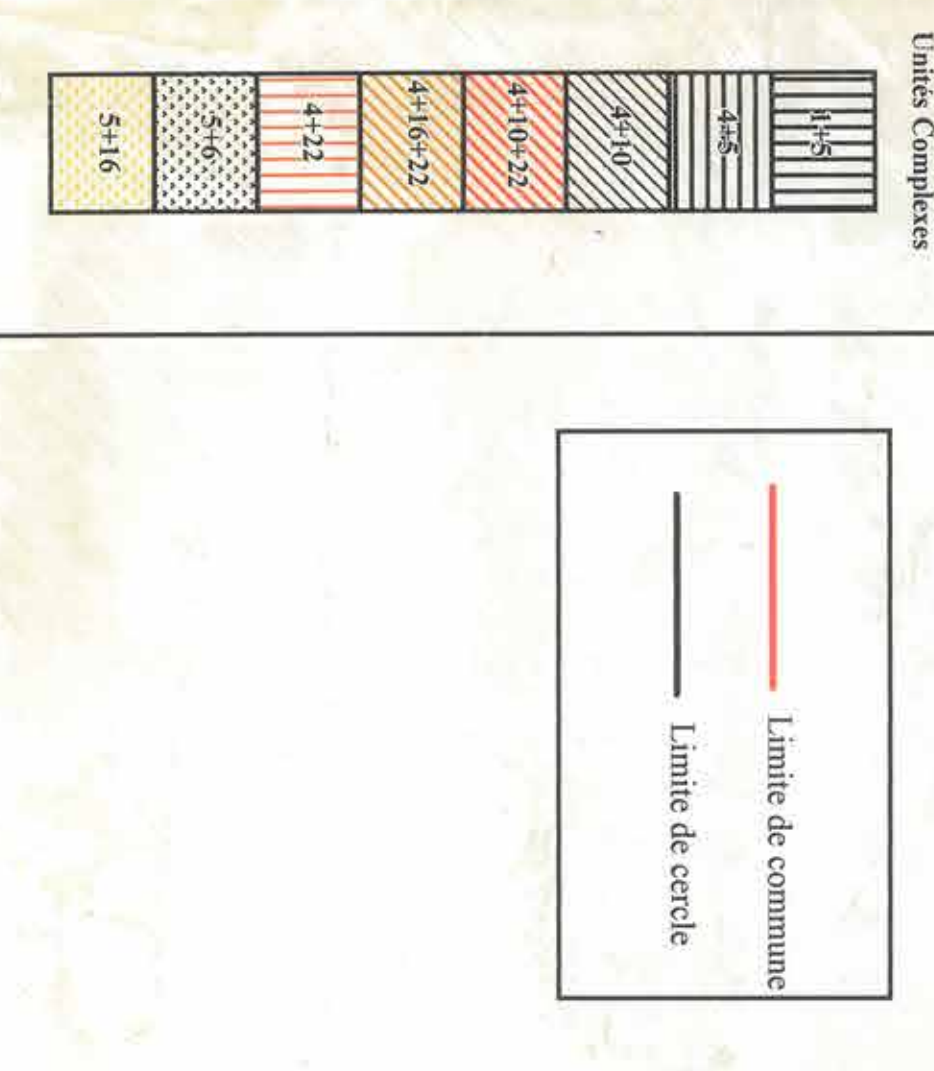 Unités Complexes
1+5
4+5
4+10
4+10+22
4+16+22
4+22
5+6
5+16
Limite de commune
Limite de cercle